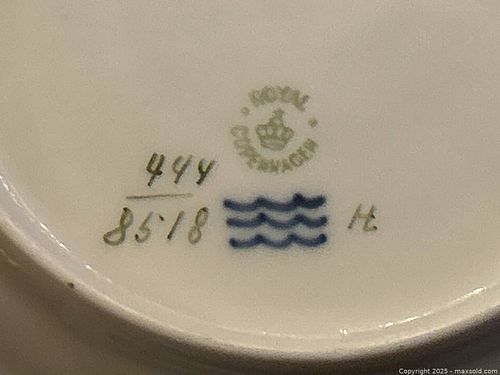 ROYAL
COPENHAGEN
444
8518
H.
Copyright 2025 - maxsold.com